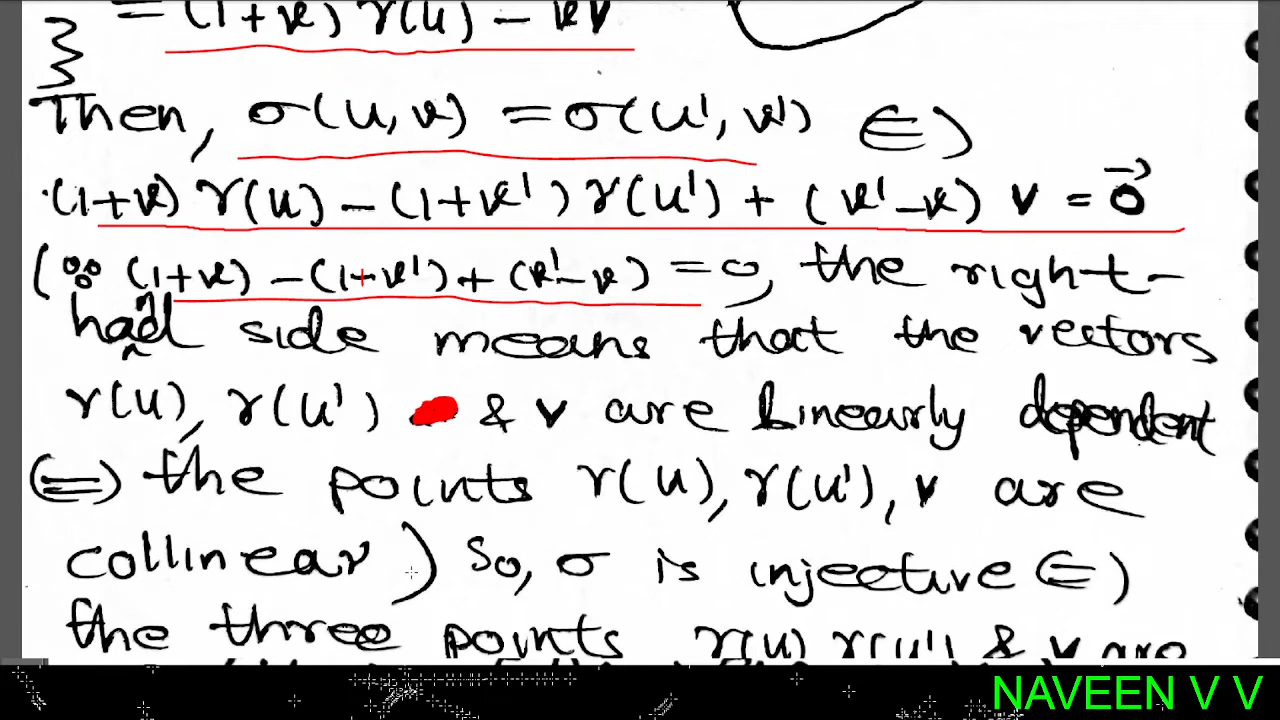 = (1+v) γ(u) - vv
Then, σ(u,v) = σ(u',v') ⇔
(1+v) γ(u) - (1+v') γ(u') + (v'-v) v = 0⃗
(∵ (1+v) - (1+v') + (v'-v) = 0, the right-
hand side means that the vectors
γ(u), γ(u') & v are linearly dependent
⇔ the points γ(u), γ(u'), v are
collinear) So, σ is injective ⇔
the three points γ(u) γ(u') & v are
NAVEEN V V